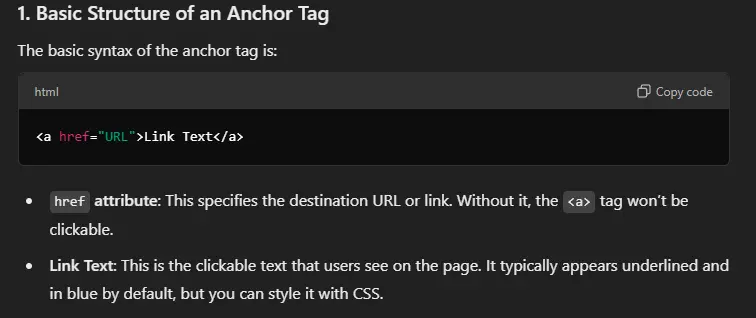 1. Basic Structure of an Anchor Tag
The basic syntax of the anchor tag is:
html
Copy code
<a href="URL">Link Text</a>
• href attribute: This specifies the destination URL or link. Without it, the <a> tag won't be
clickable.
• Link Text: This is the clickable text that users see on the page. It typically appears underlined and
in blue by default, but you can style it with CSS.